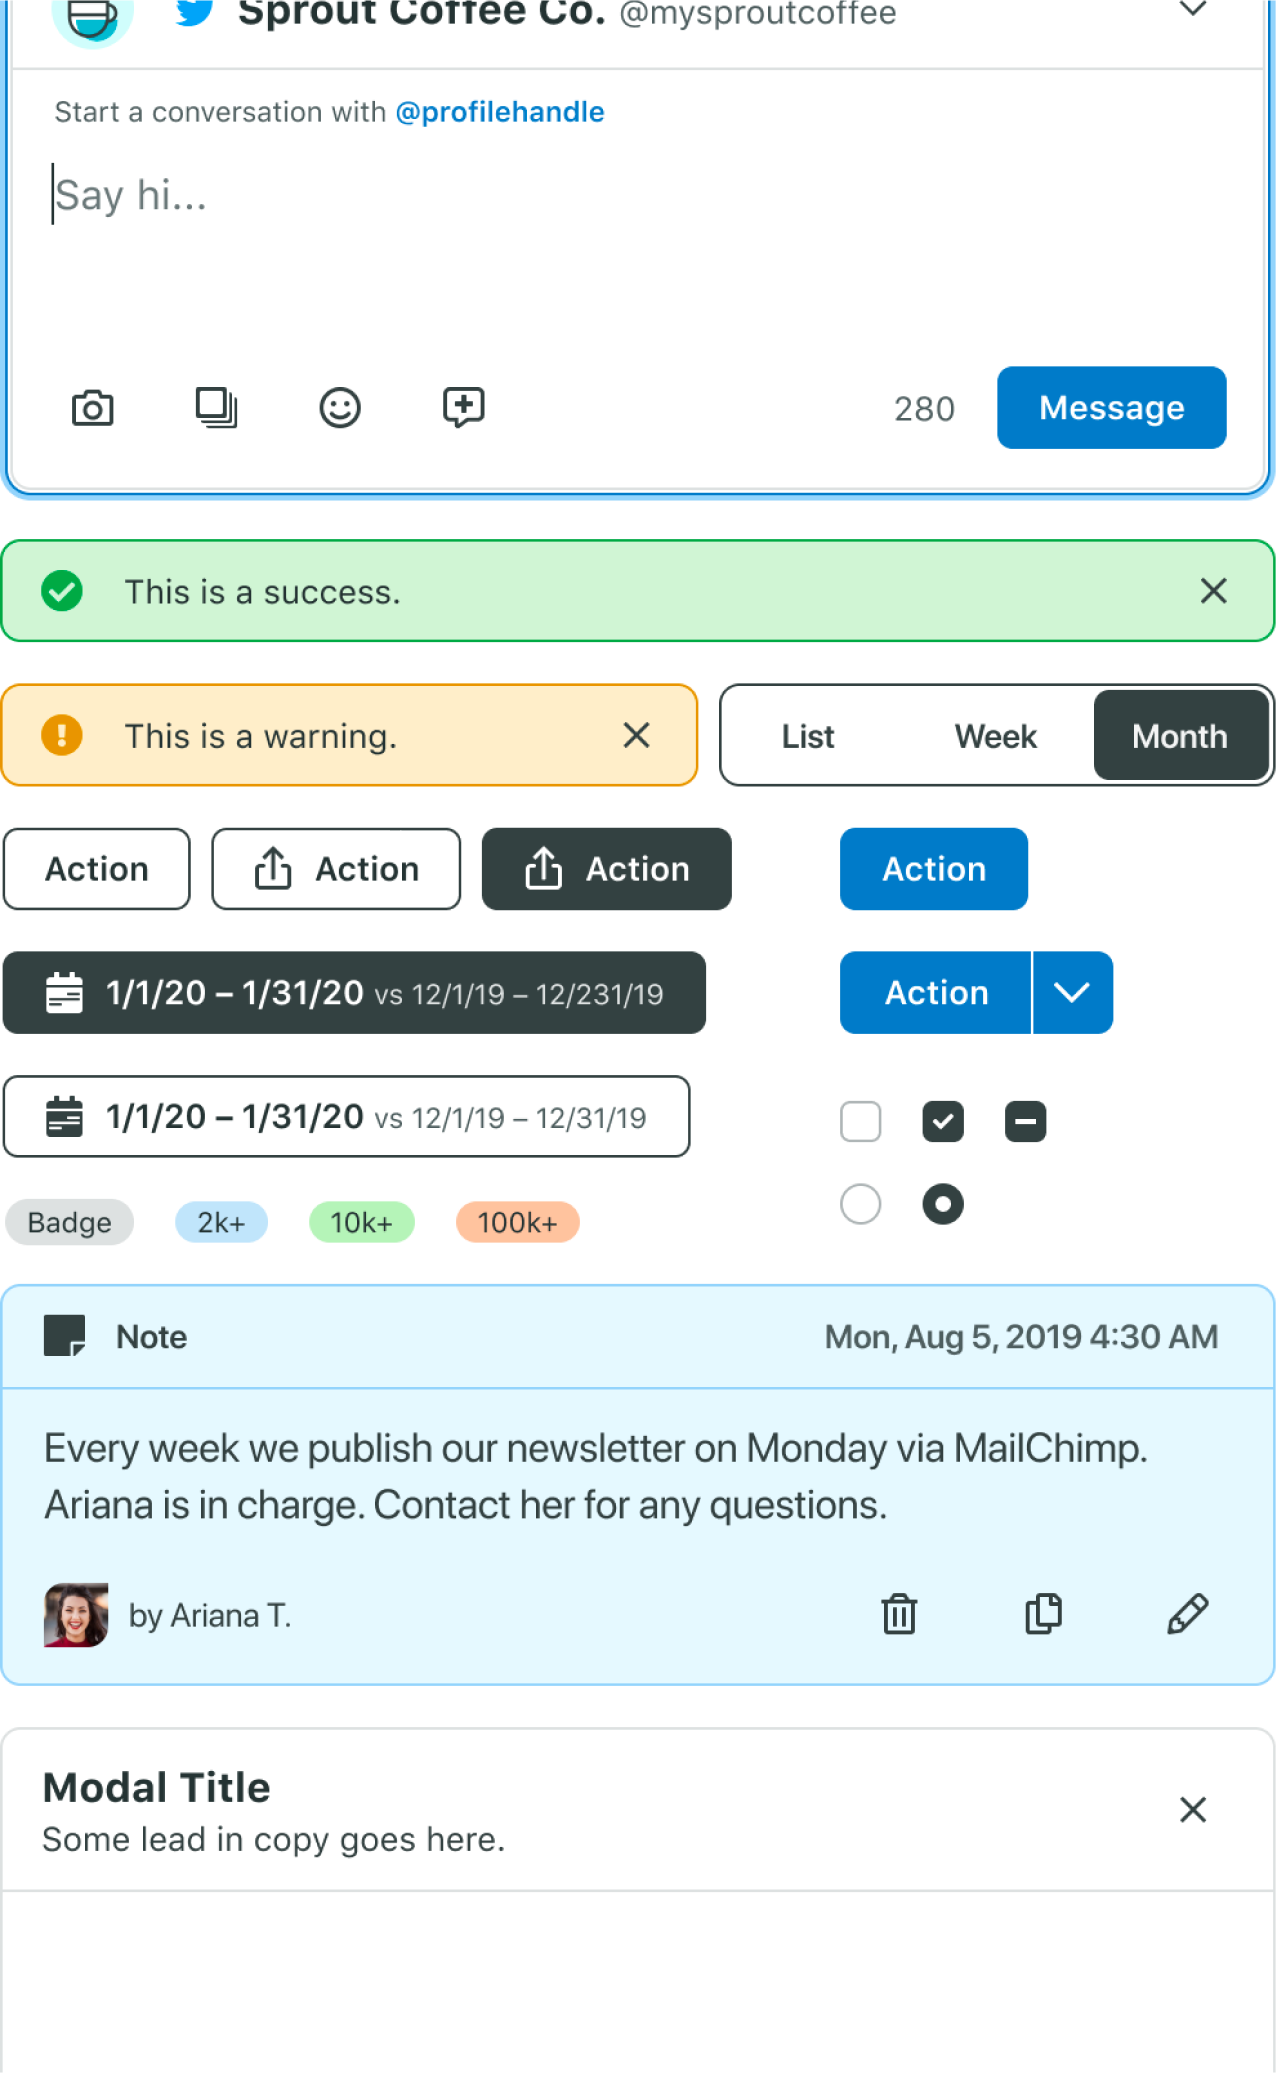 Sprout Coffee Co. @mysproutcoffee
Start a conversation with @profilehandle
Say hi...
280 Message
This is a success.
This is a warning.
List Week Month
Action Action Action Action
1/1/20 – 1/31/20 vs 12/1/19 – 12/231/19
Action
1/1/20 – 1/31/20 vs 12/1/19 – 12/31/19
Badge 2k+ 10k+ 100k+
Note Mon, Aug 5, 2019 4:30 AM
Every week we publish our newsletter on Monday via MailChimp.
Ariana is in charge. Contact her for any questions.
by Ariana T.
Modal Title
Some lead in copy goes here.